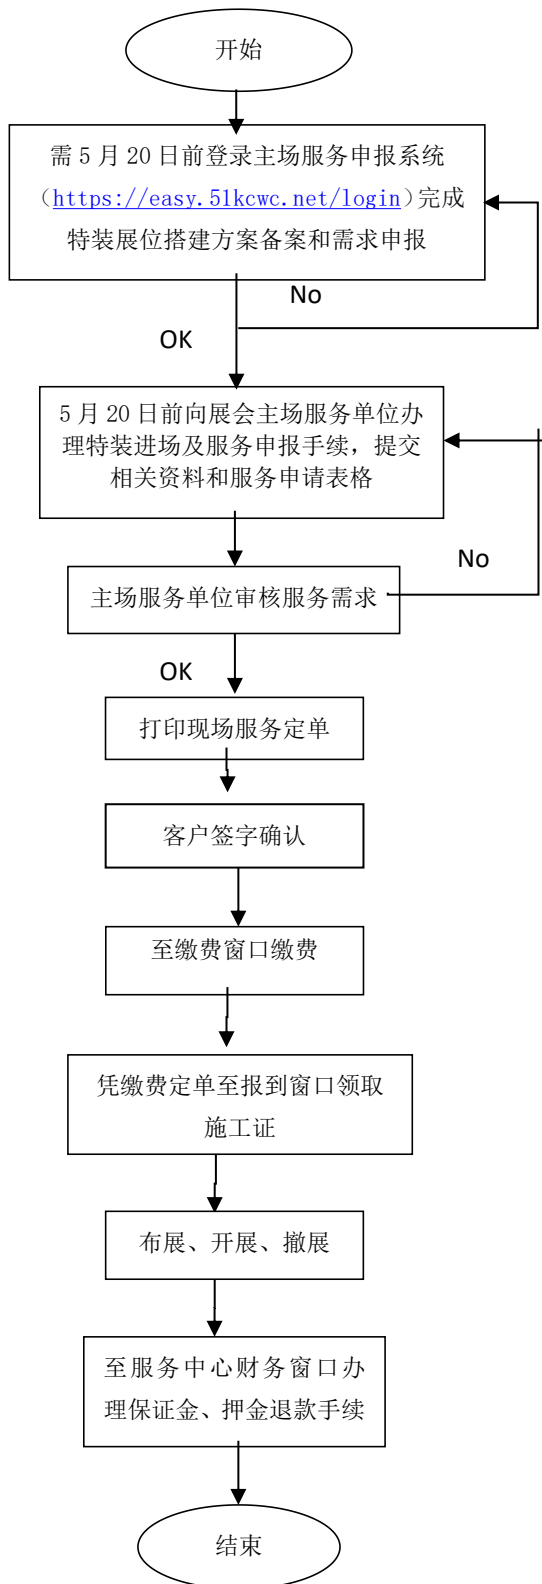 开始
需 5 月 20 日前登录主场服务申报系统
（https://easy.51kcwc.net/login）完成
特装展位搭建方案备案和需求申报
No
OK
5 月 20 日前向展会主场服务单位办
理特装进场及服务申报手续，提交
相关资料和服务申请表格
No
主场服务单位审核服务需求
OK
打印现场服务定单
客户签字确认
至缴费窗口缴费
凭缴费定单至报到窗口领取
施工证
布展、开展、撤展
至服务中心财务窗口办
理保证金、押金退款手续
结束